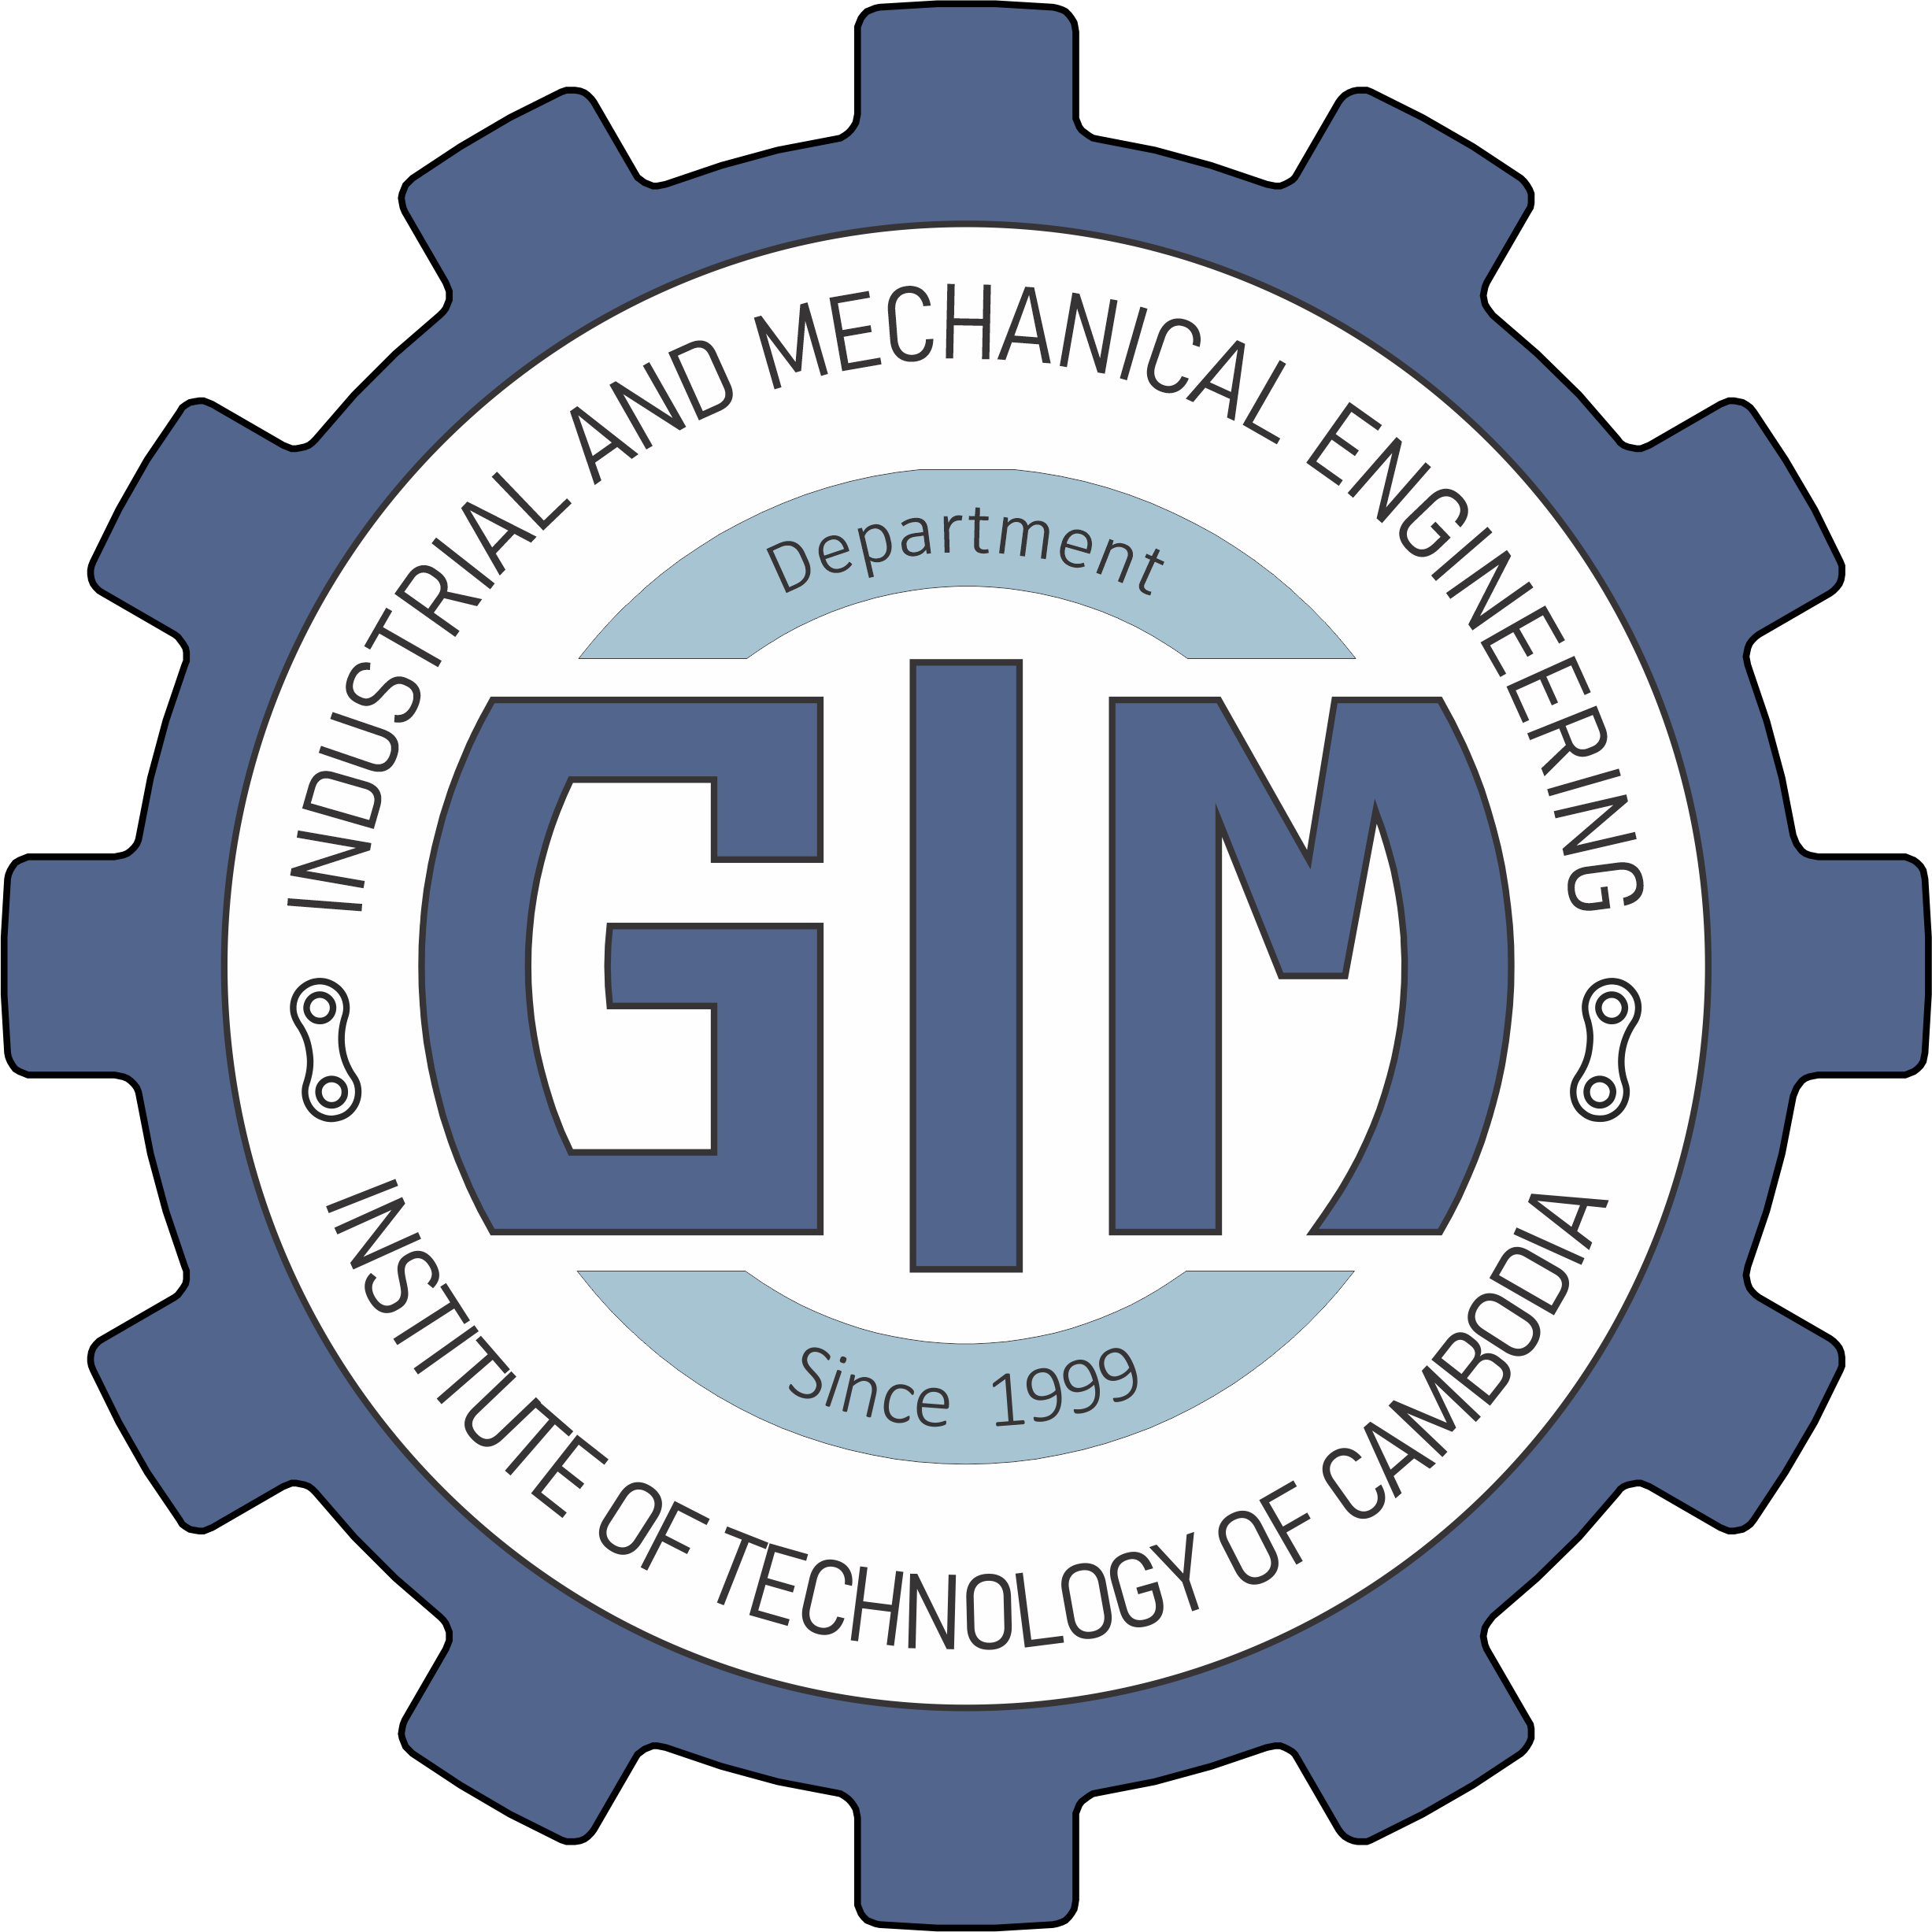 INDUSTRIAL AND MECHANICAL ENGINEERING
Department
GIM
Since 1999
INSTITUTE OF TECHNOLOGY OF CAMBODIA